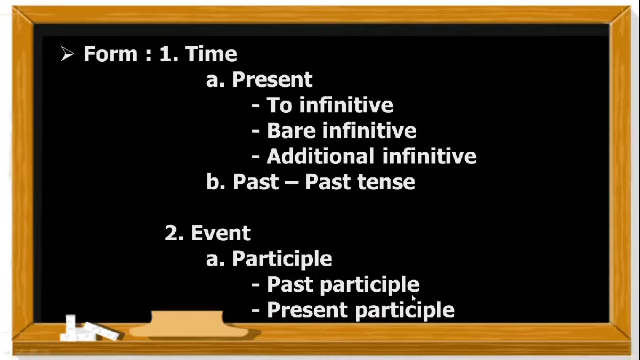 ➢ Form : 1. Time
a. Present
- To infinitive
- Bare infinitive
- Additional infinitive
b. Past – Past tense
2. Event
a. Participle
- Past participle
- Present participle